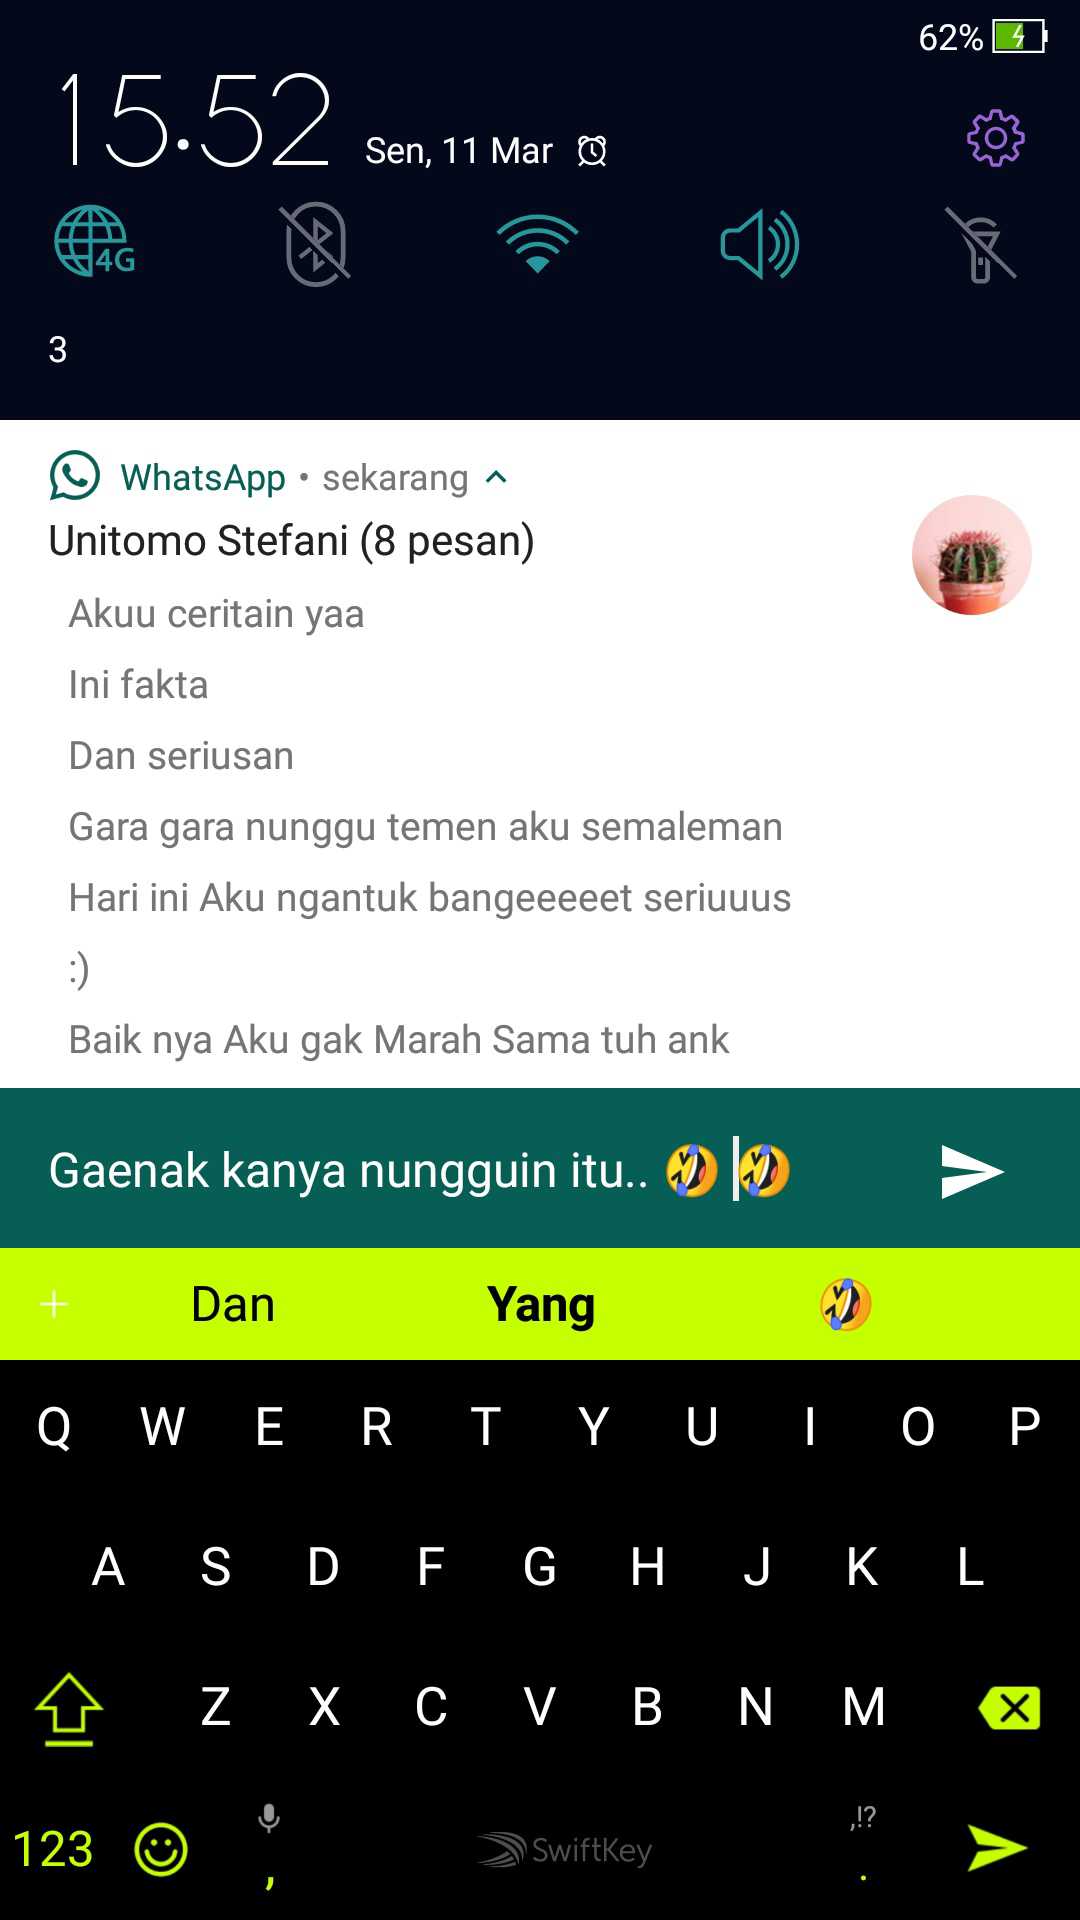 62%
15.52 Sen, 11 Mar
4G
3
WhatsApp • sekarang
Unitomo Stefani (8 pesan)
Akuu ceritain yaa
Ini fakta
Dan seriusan
Gara gara nunggu temen aku semaleman
Hari ini Aku ngantuk bangeeeeet seriuuus
:)
Baik nya Aku gak Marah Sama tuh ank
Gaenak kanya nungguin itu.. 🤣 🤣
+ Dan Yang 🤣
Q W E R T Y U I O P
A S D F G H J K L
Z X C V B N M
,!?
123 , SwiftKey .